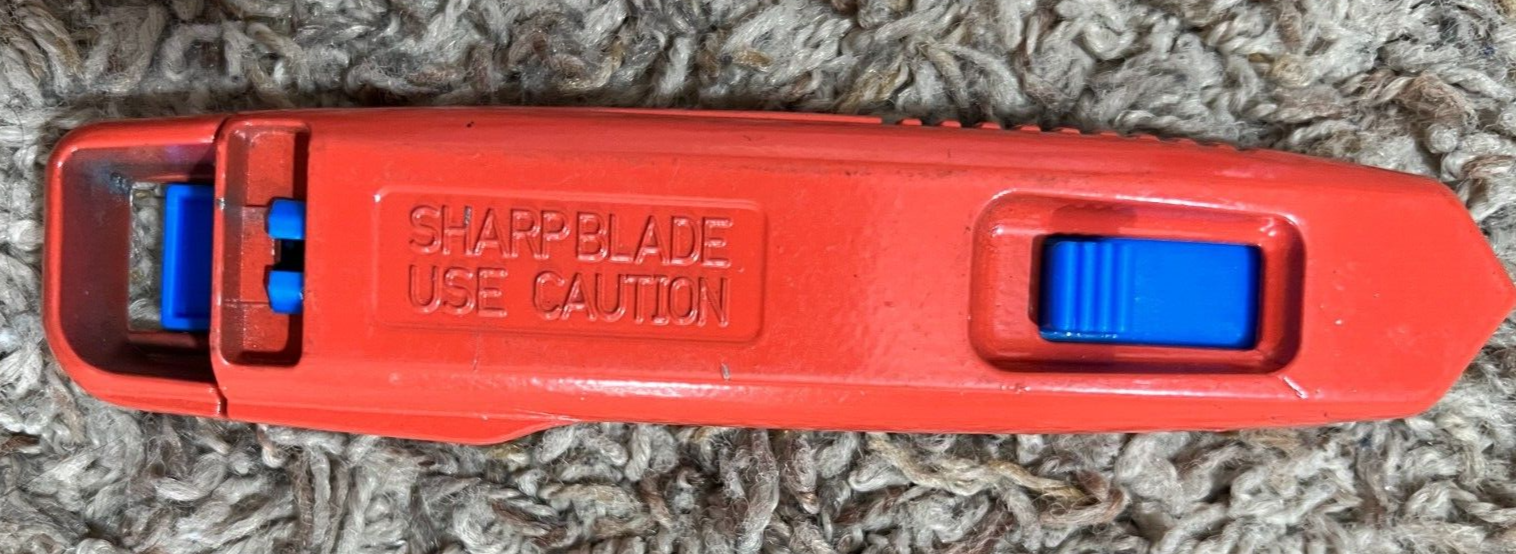 SHARP BLADE
USE CAUTION